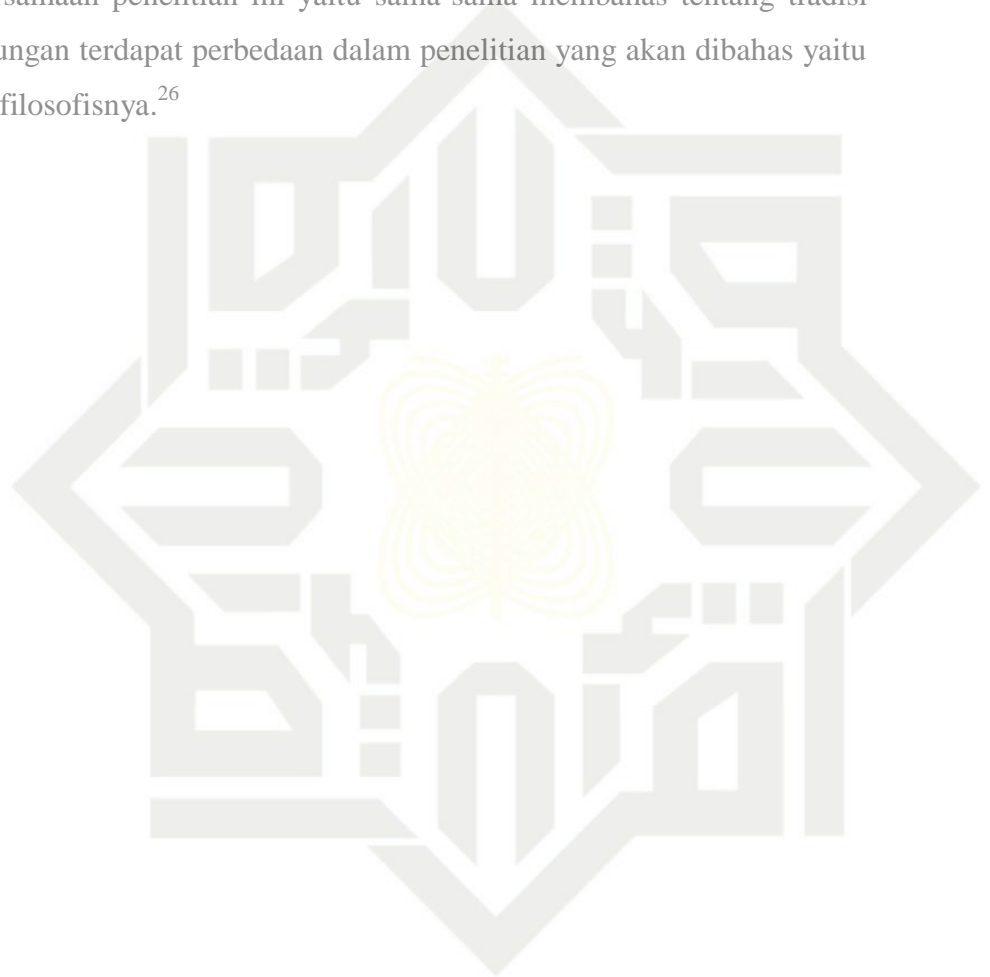 rsamaan penelitian ini yaitu sama-sama membahas tentang tradisi
ungan terdapat perbedaan dalam penelitian yang akan dibahas yaitu
filosofisnya.26